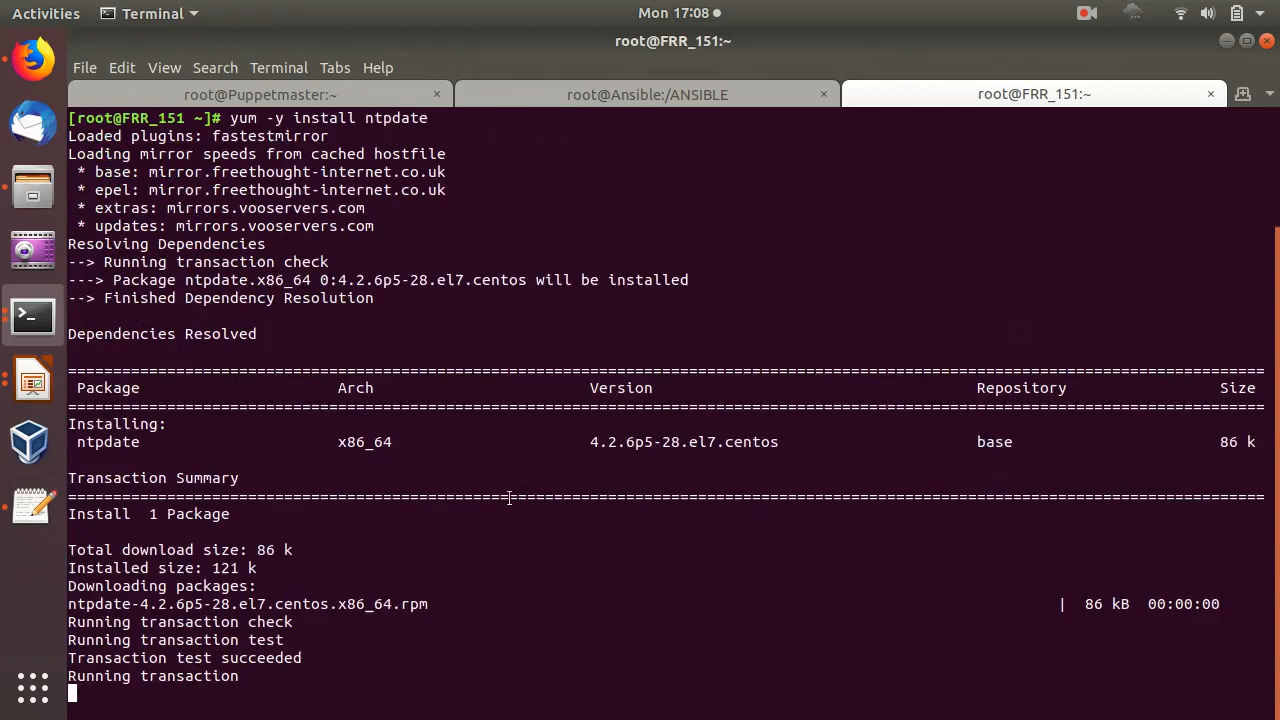 Activities Terminal Mon 17:08
root@FRR_151:~
File Edit View Search Terminal Tabs Help
root@Puppetmaster:~ × root@Ansible:/ANSIBLE × root@FRR_151:~ ×
[root@FRR_151 ~]# yum -y install ntpdate
Loaded plugins: fastestmirror
Loading mirror speeds from cached hostfile
 * base: mirror.freethought-internet.co.uk
 * epel: mirror.freethought-internet.co.uk
 * extras: mirrors.vooservers.com
 * updates: mirrors.vooservers.com
Resolving Dependencies
--> Running transaction check
---> Package ntpdate.x86_64 0:4.2.6p5-28.el7.centos will be installed
--> Finished Dependency Resolution
Dependencies Resolved
=====================================================================================================================================
 Package Arch Version Repository Size
=====================================================================================================================================
Installing:
 ntpdate x86_64 4.2.6p5-28.el7.centos base 86 k
Transaction Summary
=====================================================================================================================================
Install  1 Package
Total download size: 86 k
Installed size: 121 k
Downloading packages:
ntpdate-4.2.6p5-28.el7.centos.x86_64.rpm | 86 kB 00:00:00
Running transaction check
Running transaction test
Transaction test succeeded
Running transaction